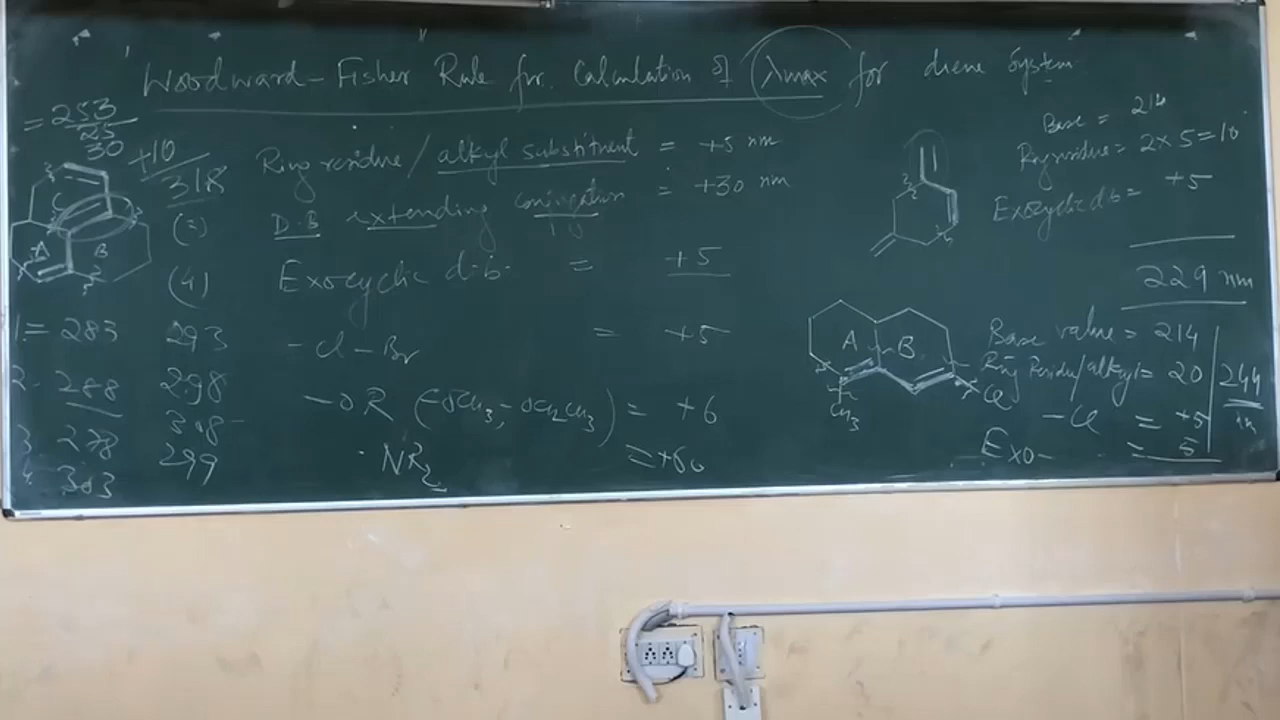 Woodward-Fisher Rule for Calculation of λmax for diene System
= 253
25
30
+10
318
C
A
B
(=)
(4)
1 = 283 293
2. 288 298
3 278 308
4. 303 299
Ring residue/alkyl substituent = +5 nm
D.B extending conjugation = +30 nm
Exocyclic d.b. = +5
-Cl -Br = +5
-OR (-OCH3, -OCH2CH3) = +6
NR2 = +60
Base = 214
Ring residue = 2×5=10
Exocyclic d.b = +5
229 nm
A
B
Cl
CH3
Base value = 214
Ring Residue/alkyl = 20
-Cl = +5
Exo- = 5
244
nm